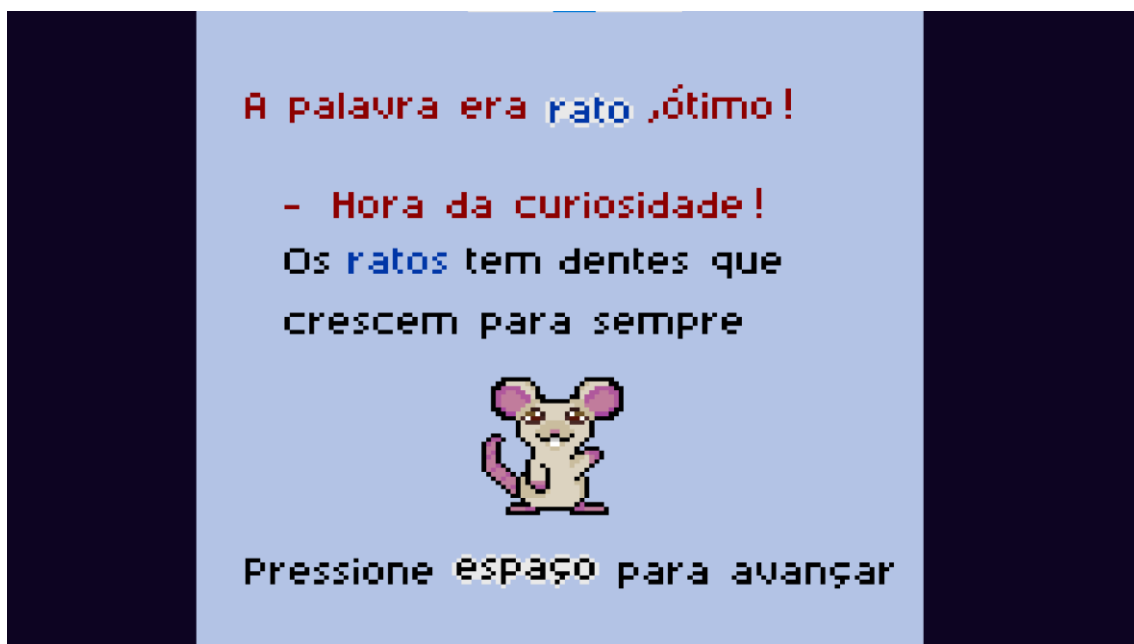 A palavra era rato ,ótimo!
- Hora da curiosidade!
Os ratos tem dentes que
crescem para sempre
Pressione espaço para avançar